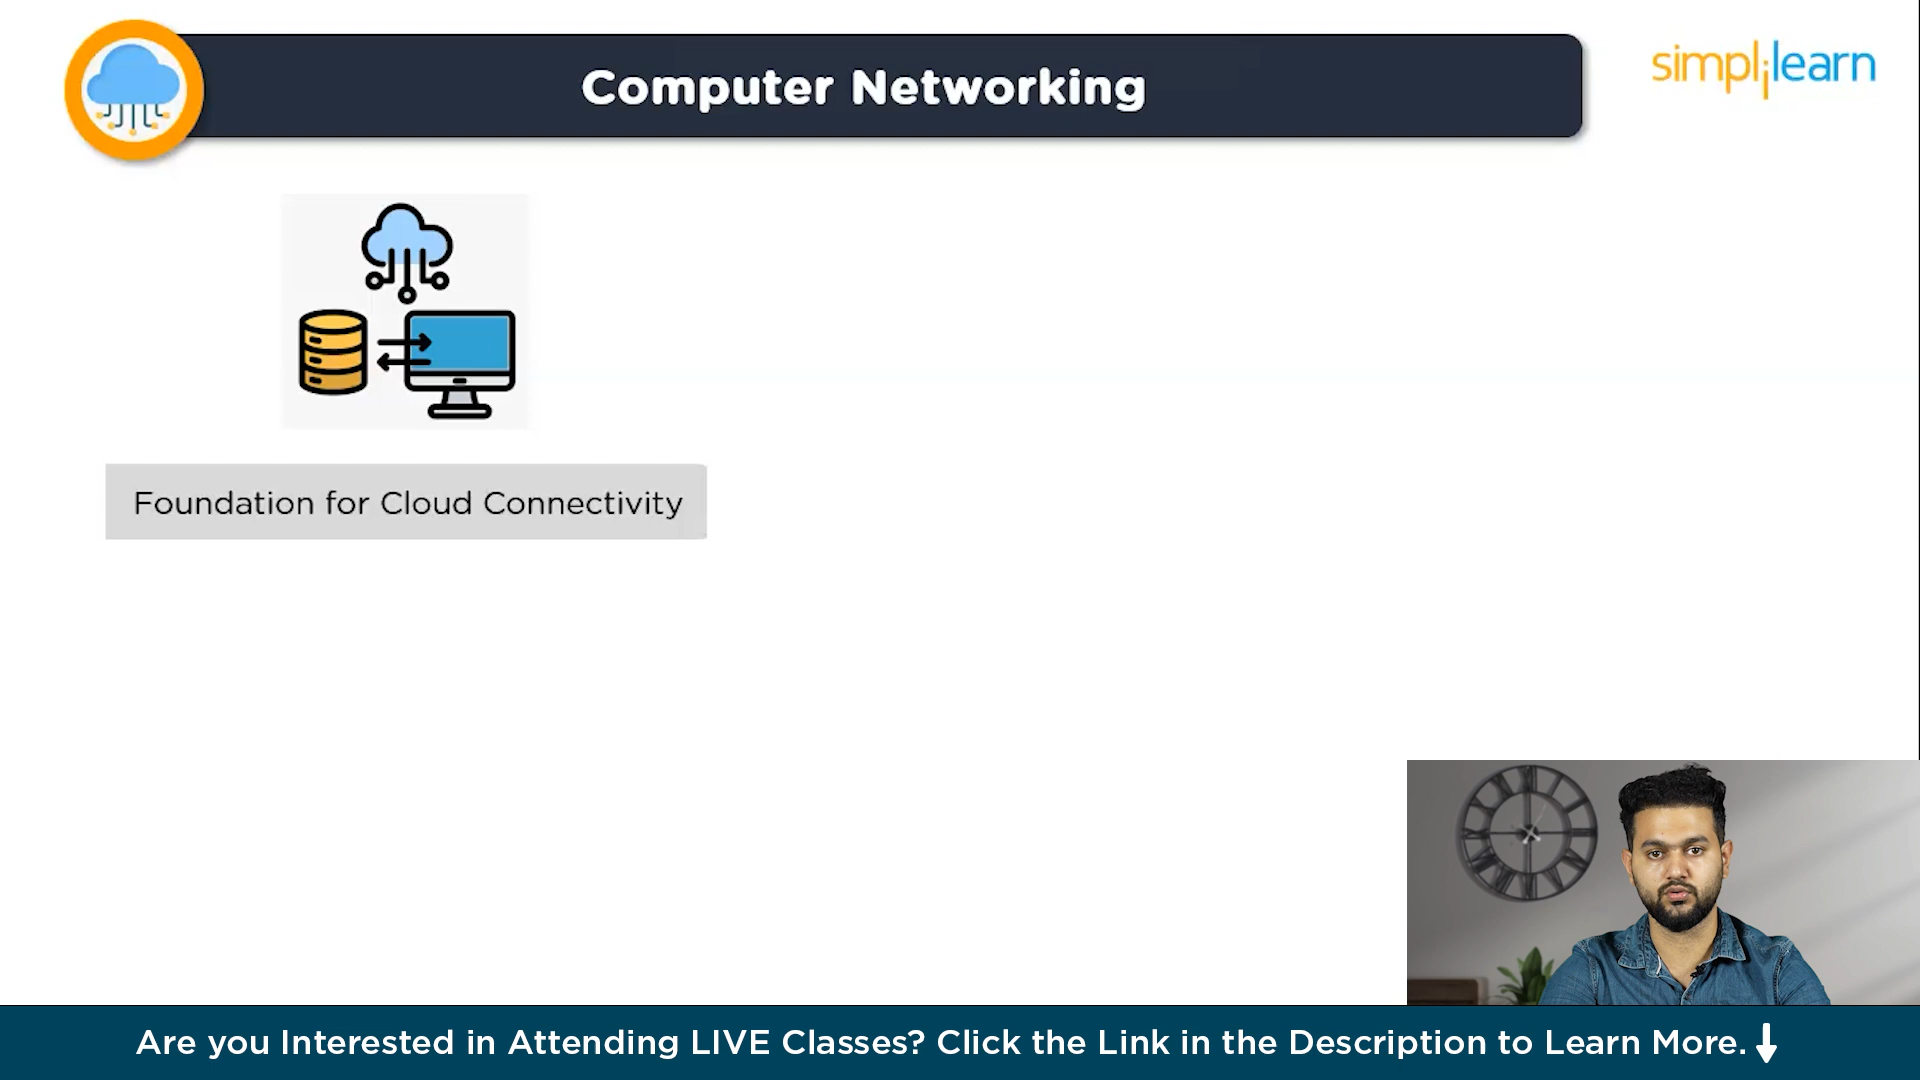 Computer Networking
simplilearn
Foundation for Cloud Connectivity
Are you Interested in Attending LIVE Classes? Click the Link in the Description to Learn More.